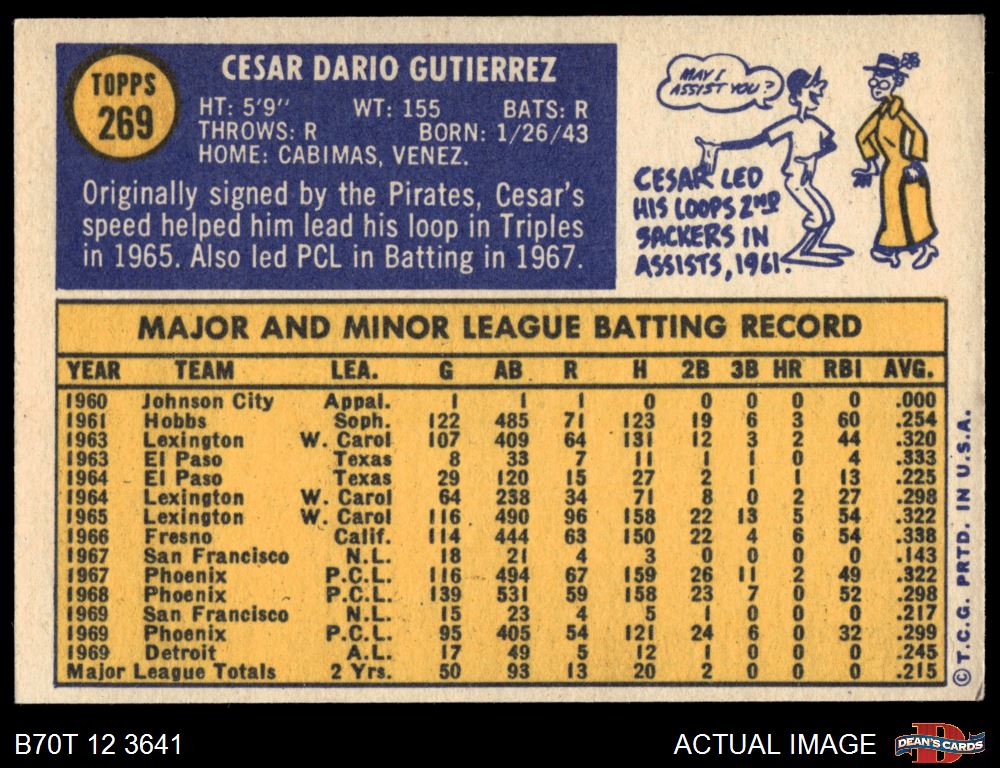 TOPPS
269
CESAR DARIO GUTIERREZ
HT: 5'9" WT: 155 BATS: R
THROWS: R BORN: 1/26/43
HOME: CABIMAS, VENEZ.
Originally signed by the Pirates, Cesar's
speed helped him lead his loop in Triples
in 1965. Also led PCL in Batting in 1967.
MAY I
ASSIST YOU?
CESAR LED
HIS LOOPS 2ND
SACKERS IN
ASSISTS, 1961.
MAJOR AND MINOR LEAGUE BATTING RECORD
YEAR TEAM LEA. G AB R H 2B 3B HR RBI AVG.
1960 Johnson City Appal. 1 1 1 0 0 0 0 0 .000
1961 Hobbs Soph. 122 485 71 123 19 6 3 60 .254
1963 Lexington W. Carol 107 409 64 131 12 3 2 44 .320
1963 El Paso Texas 8 33 7 11 1 1 0 4 .333
1964 El Paso Texas 29 120 15 27 2 1 1 13 .225
1964 Lexington W. Carol 64 238 34 71 8 0 2 27 .298
1965 Lexington W. Carol 116 490 96 158 22 13 5 54 .322
1966 Fresno Calif. 114 444 63 150 22 4 6 54 .338
1967 San Francisco N.L. 18 21 4 3 0 0 0 0 .143
1967 Phoenix P.C.L. 116 494 67 159 26 11 2 49 .322
1968 Phoenix P.C.L. 139 531 59 158 23 7 0 52 .298
1969 San Francisco N.L. 15 23 4 5 1 0 0 0 .217
1969 Phoenix P.C.L. 95 405 54 121 24 6 0 32 .299
1969 Detroit A.L. 17 49 5 12 1 0 0 0 .245
Major League Totals 2 Yrs. 50 93 13 20 2 0 0 0 .215
© T.C.G. PRTD. IN U.S.A.
B70T 12 3641
ACTUAL IMAGE
D
DEAN'S CARDS